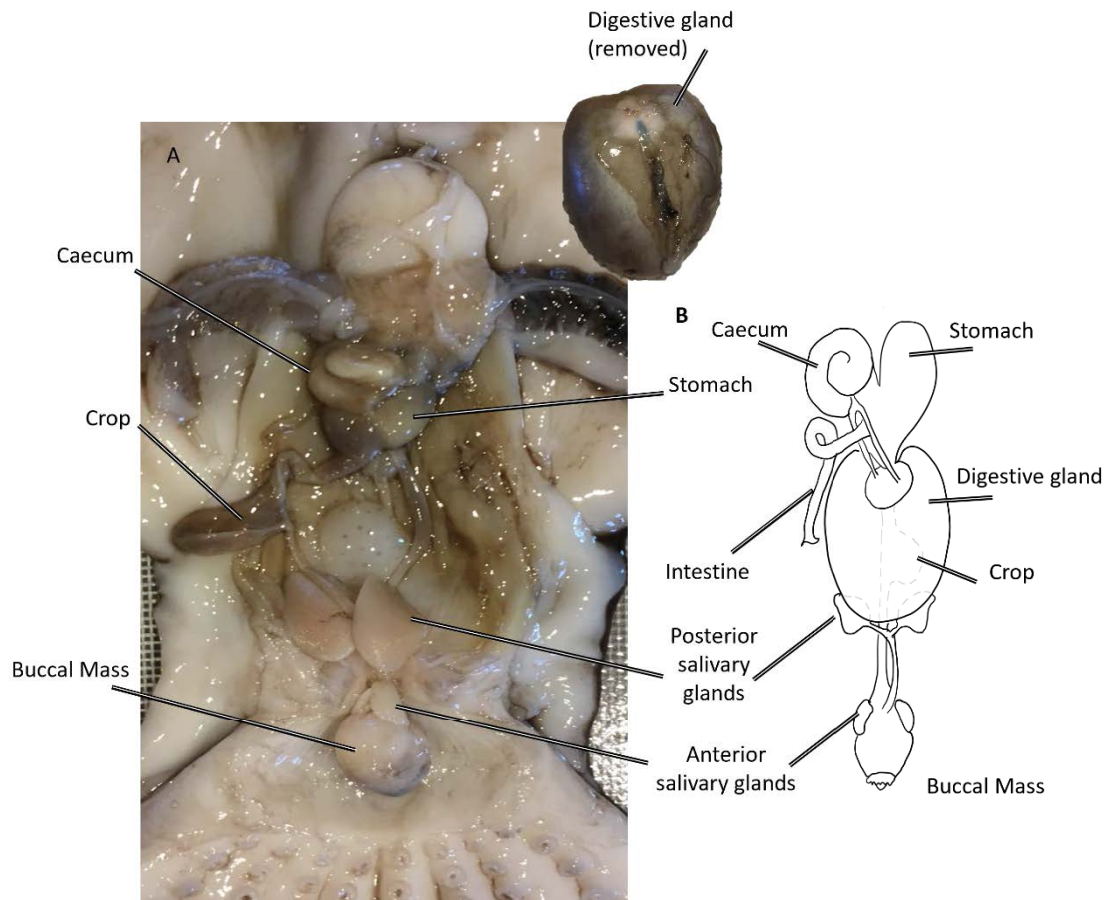 Digestive gland
(removed)
A
Caecum
Stomach
Crop
Posterior
salivary
glands
Buccal Mass
Anterior
salivary glands
B
Caecum
Stomach
Digestive gland
Intestine
Crop
Buccal Mass